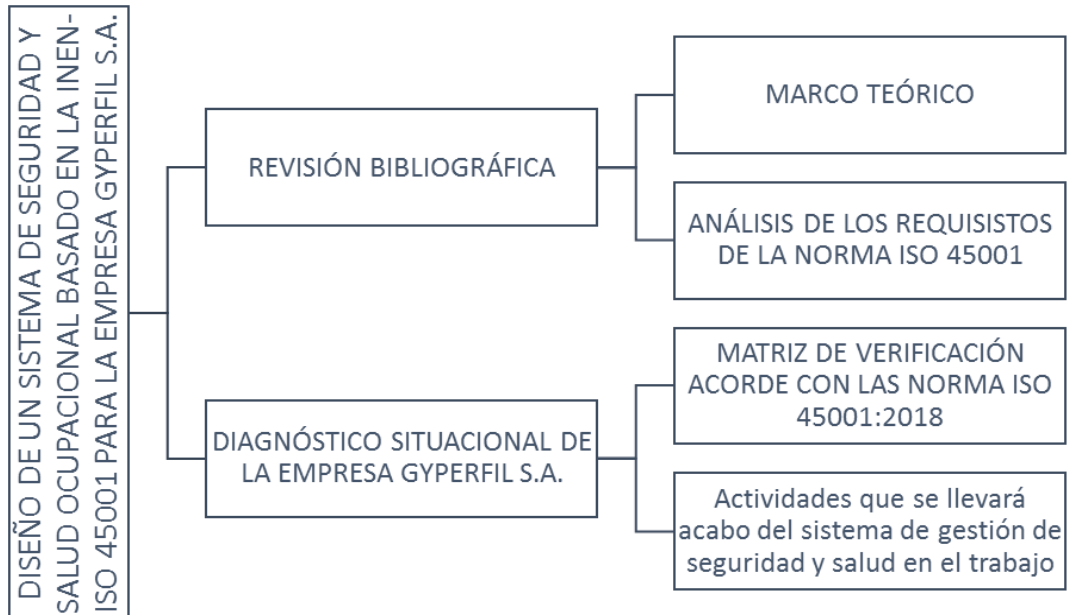 DISEÑO DE UN SISTEMA DE SEGURIDAD Y
SALUD OCUPACIONAL BASADO EN LA INEN-
ISO 45001 PARA LA EMPRESA GYPERFIL S.A.
REVISIÓN BIBLIOGRÁFICA
MARCO TEÓRICO
ANÁLISIS DE LOS REQUISISTOS
DE LA NORMA ISO 45001
DIAGNÓSTICO SITUACIONAL DE
LA EMPRESA GYPERFIL S.A.
MATRIZ DE VERIFICACIÓN
ACORDE CON LAS NORMA ISO
45001:2018
Actividades que se llevará
acabo del sistema de gestión de
seguridad y salud en el trabajo